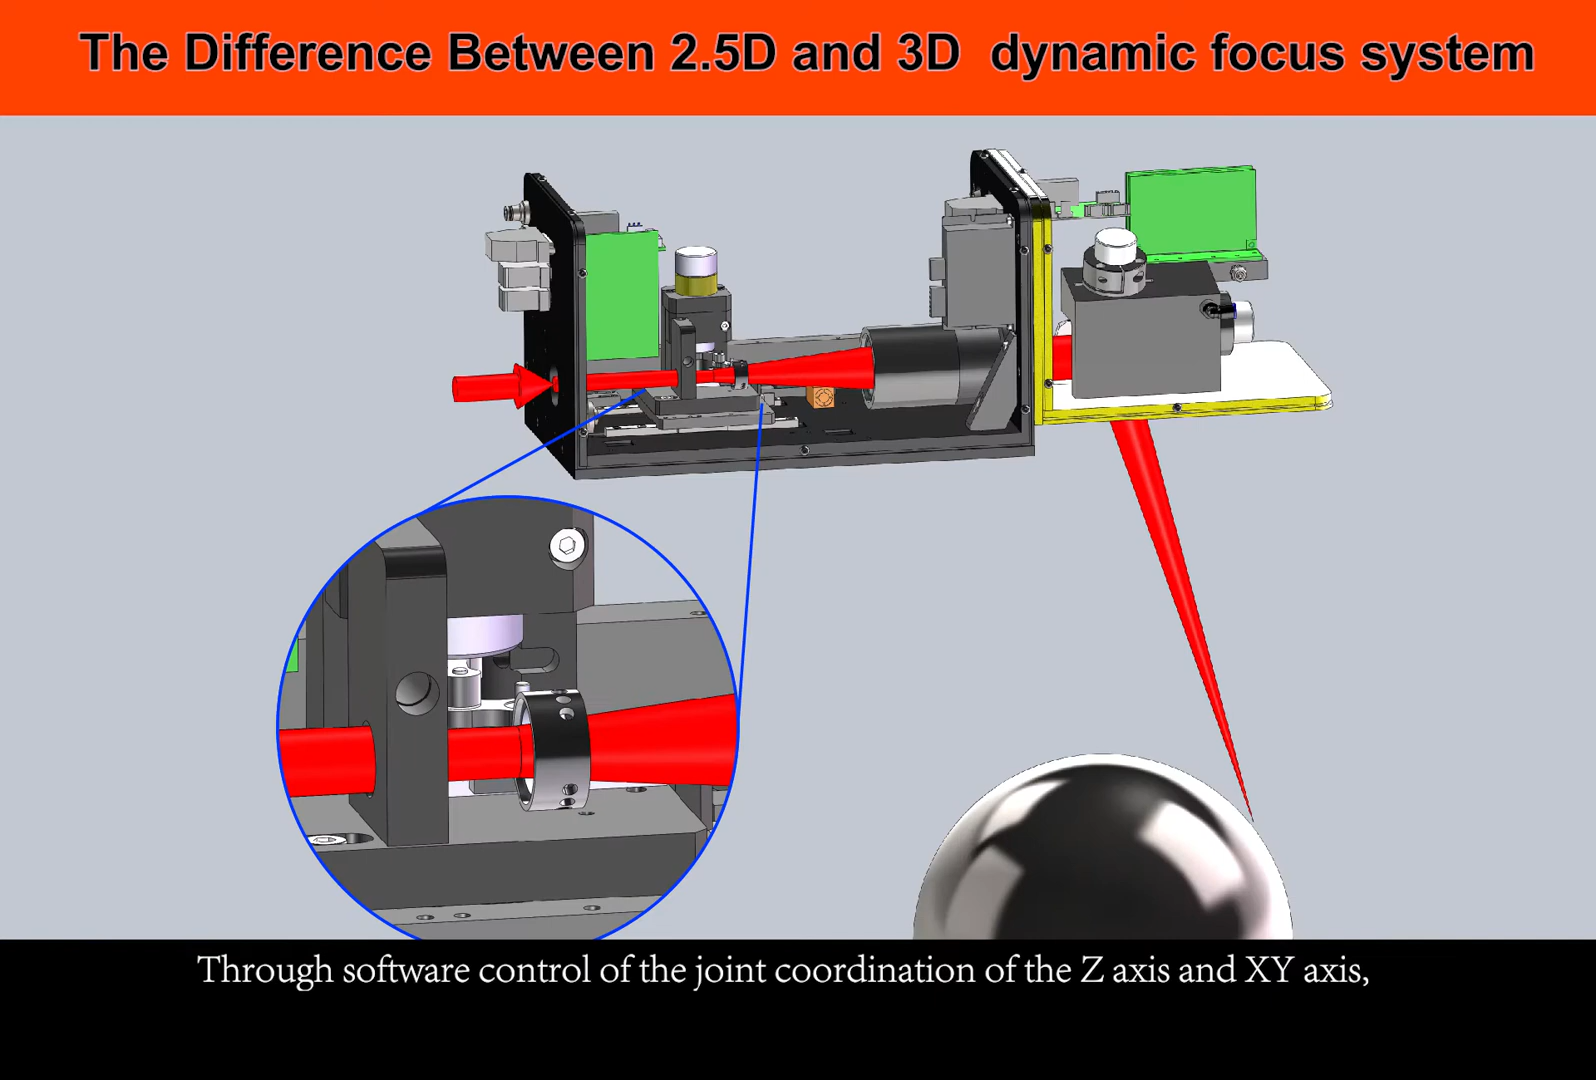 The Difference Between 2.5D and 3D dynamic focus system
Through software control of the joint coordination of the Z axis and XY axis,